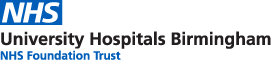 NHS
University Hospitals Birmingham
NHS Foundation Trust